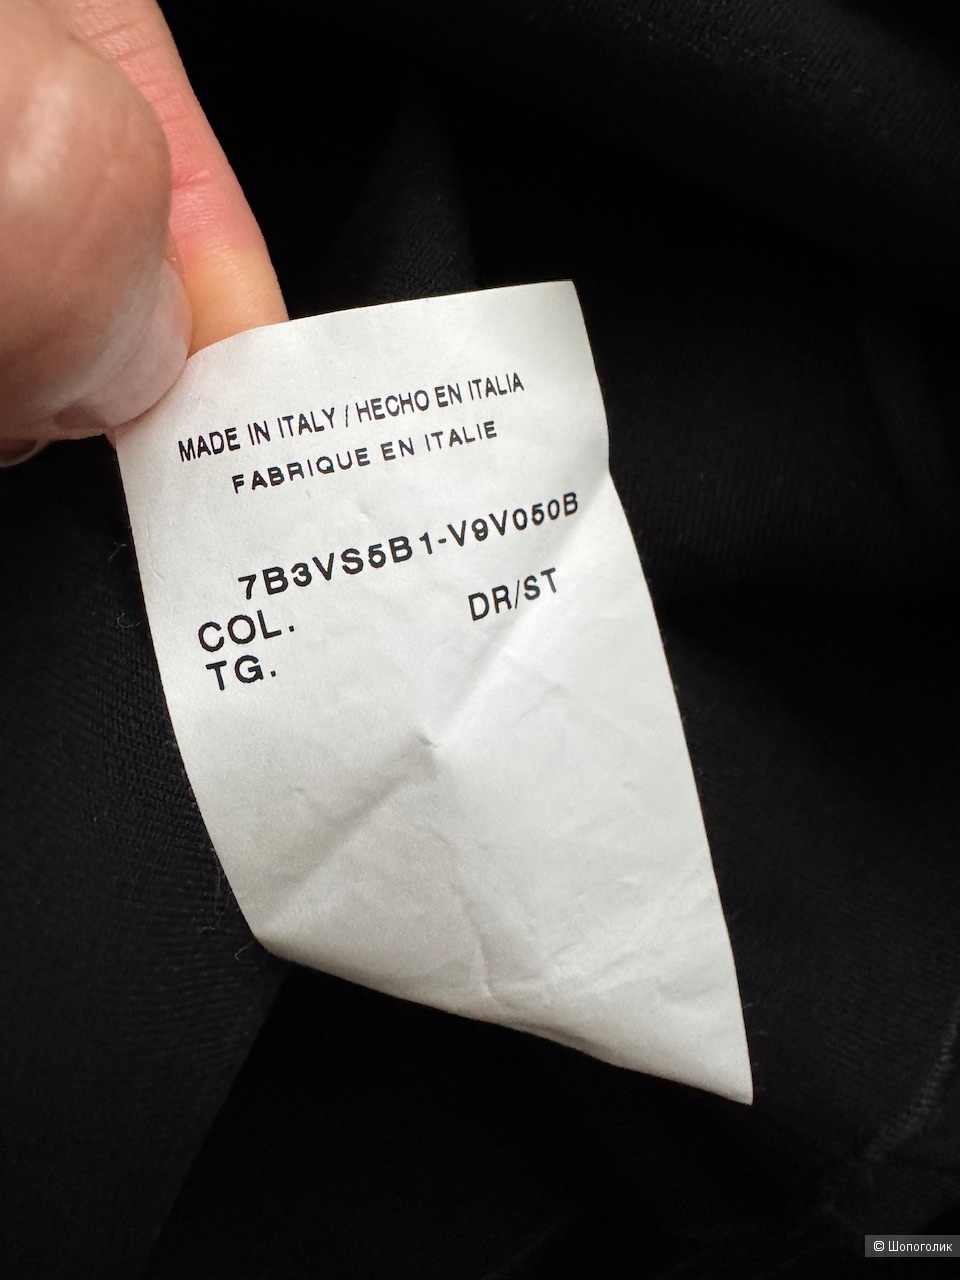 MADE IN ITALY / HECHO EN ITALIA
FABRIQUE EN ITALIE
7B3VS5B1-V9V050B
COL. DR/ST
TG.
© Шопоголик